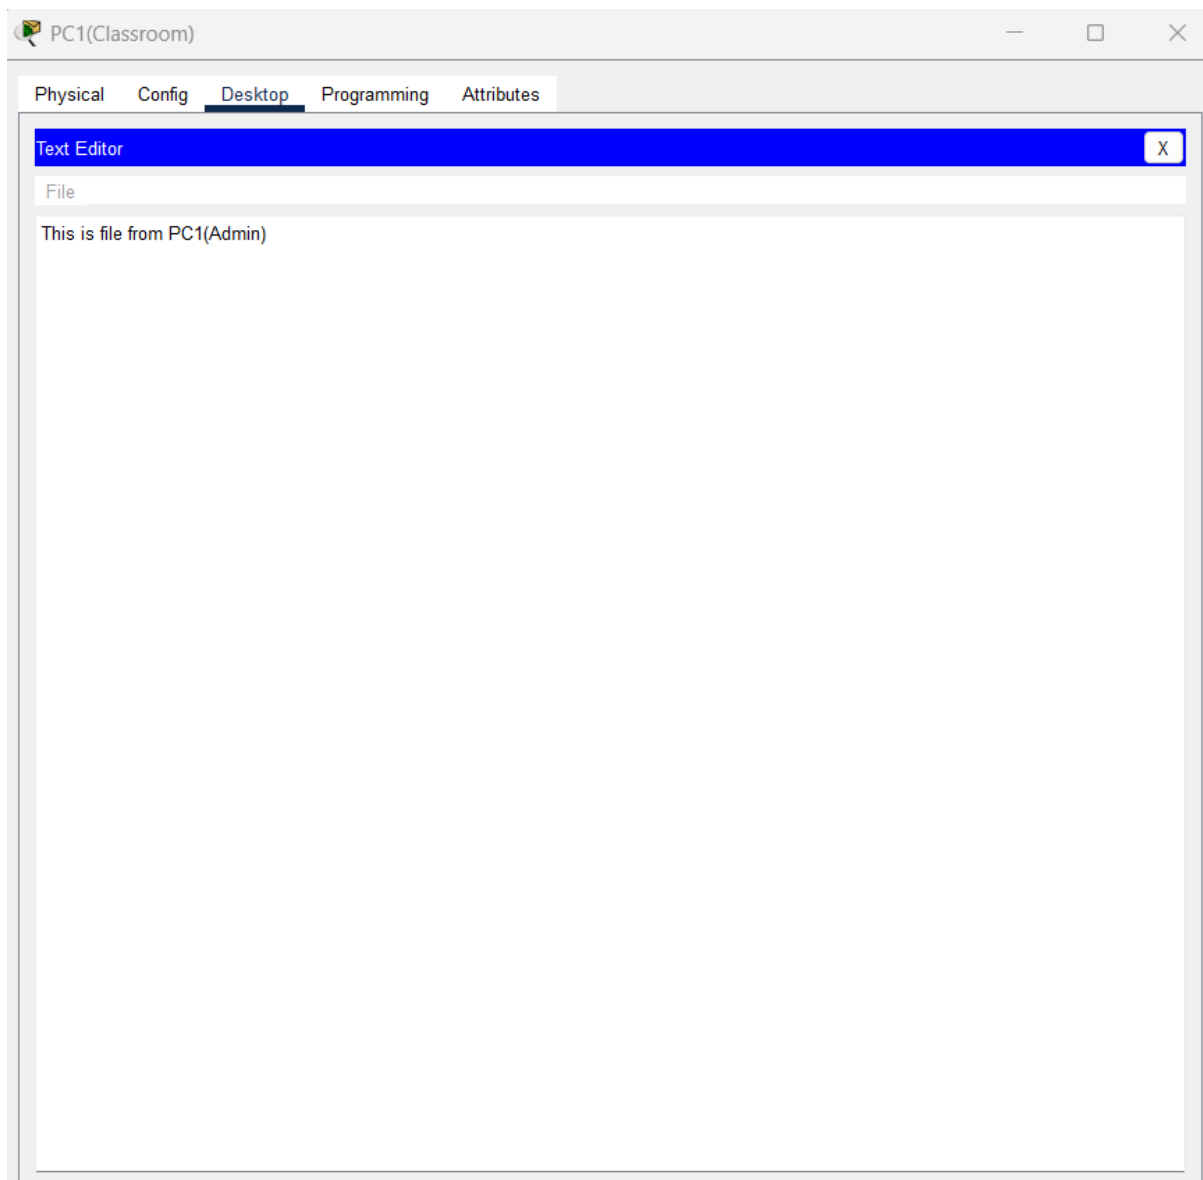 PC1(Classroom)
Physical Config Desktop Programming Attributes
Text Editor X
File
This is file from PC1(Admin)